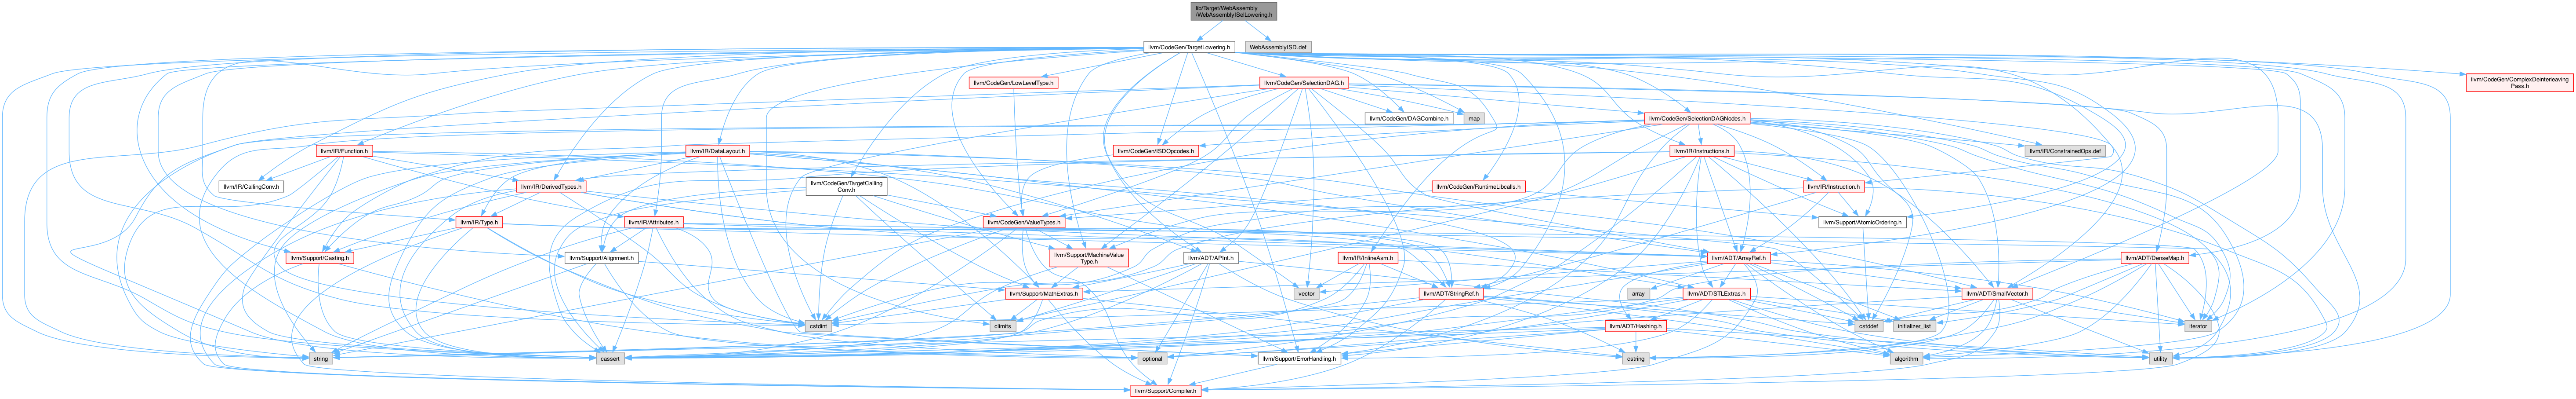 lib/Target/WebAssembly
/WebAssemblyISelLowering.h
llvm/CodeGen/TargetLowering.h
WebAssemblyISD.def
llvm/CodeGen/LowLevelType.h
llvm/CodeGen/SelectionDAG.h
llvm/CodeGen/ComplexDeinterleaving
Pass.h
llvm/CodeGen/DAGCombine.h
map
llvm/CodeGen/SelectionDAGNodes.h
llvm/IR/Function.h
llvm/IR/DataLayout.h
llvm/CodeGen/ISDOpcodes.h
llvm/IR/Instructions.h
llvm/IR/ConstrainedOps.def
llvm/IR/CallingConv.h
llvm/IR/DerivedTypes.h
llvm/CodeGen/TargetCalling
Conv.h
llvm/CodeGen/RuntimeLibcalls.h
llvm/IR/Instruction.h
llvm/IR/Type.h
llvm/IR/Attributes.h
llvm/CodeGen/ValueTypes.h
llvm/Support/AtomicOrdering.h
llvm/Support/Casting.h
llvm/Support/Alignment.h
llvm/Support/MachineValue
Type.h
llvm/ADT/APInt.h
llvm/IR/InlineAsm.h
llvm/ADT/ArrayRef.h
llvm/ADT/DenseMap.h
llvm/Support/MathExtras.h
vector
llvm/ADT/StringRef.h
array
llvm/ADT/STLExtras.h
llvm/ADT/SmallVector.h
cstdint
climits
llvm/ADT/Hashing.h
cstddef
initializer_list
iterator
string
cassert
optional
llvm/Support/ErrorHandling.h
cstring
algorithm
utility
llvm/Support/Compiler.h